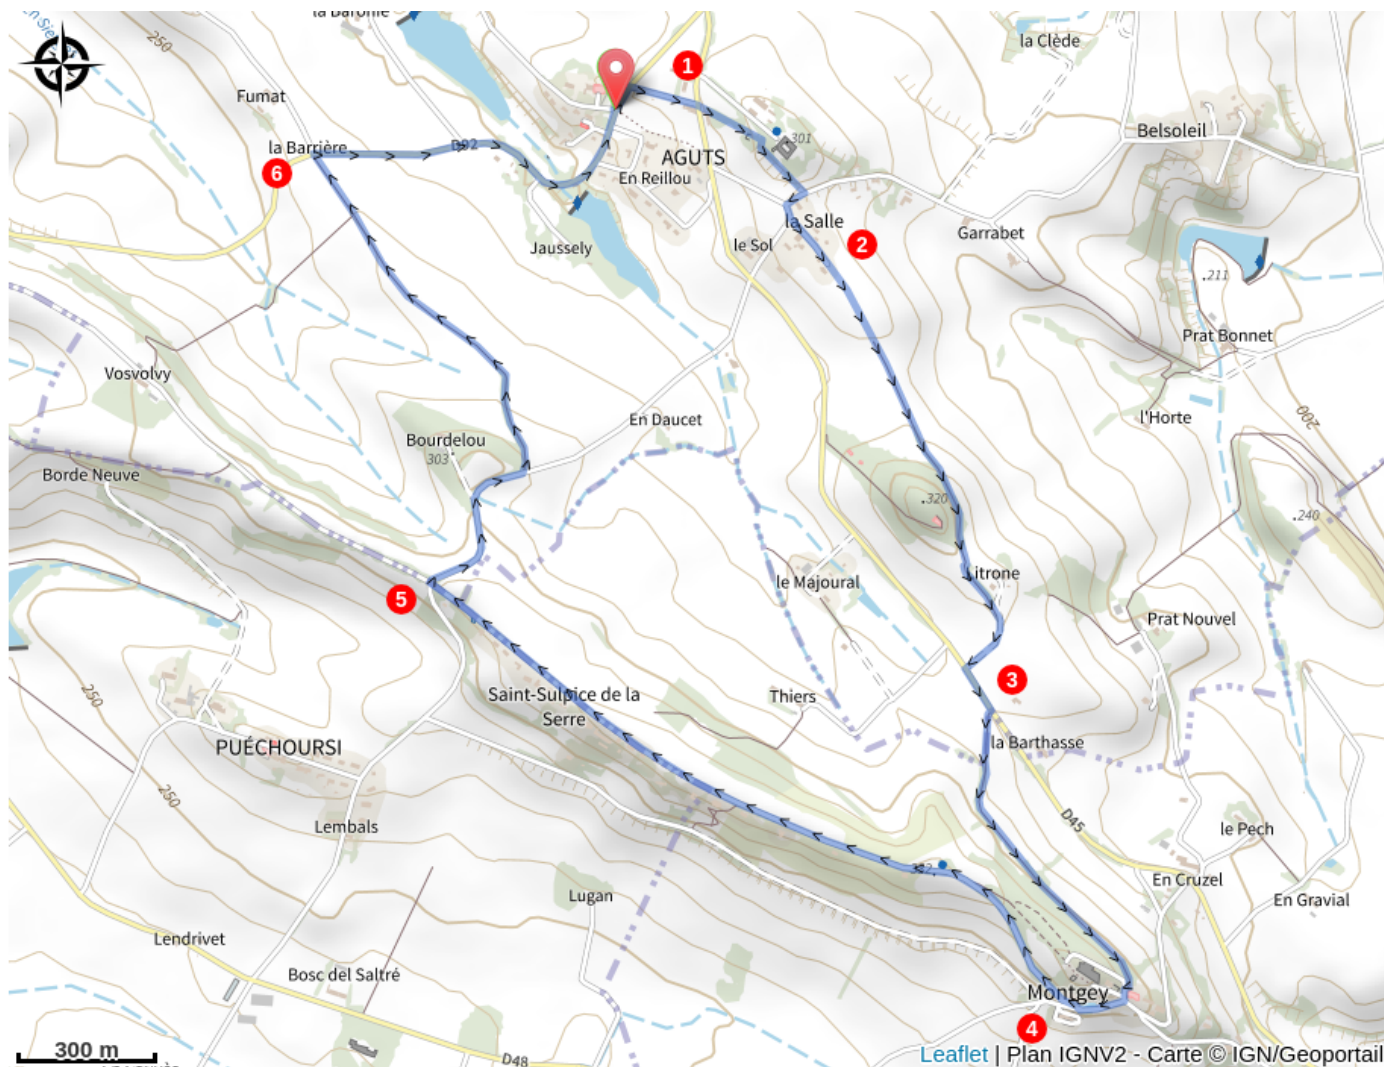 la Baronie
250
la Clède
1
Fumat
Belsoleil
301
la Barrière
D92
AGUTS
6
En Reillou
la Salle
Garrabet
2
le Sol
Jaussely
211
Prat Bonnet
Vosvolvy
En Daucet
l'Horte
200
Bourdelou
303
Borde Neuve
320
240
itrone
le Majoural
5
Prat Nouvel
3
250
Saint-Sulpice de la
Serre
Thiers
PUÉCHOURSI
la Barthasse
250
D45
Lembals
le Pech
En Cruzel
Lugan
En Gravial
Lendrivet
Bosc del Saltré
Montgey
4
300 m
D48
Leaflet | Plan IGNV2 - Carte © IGN/Geoportail